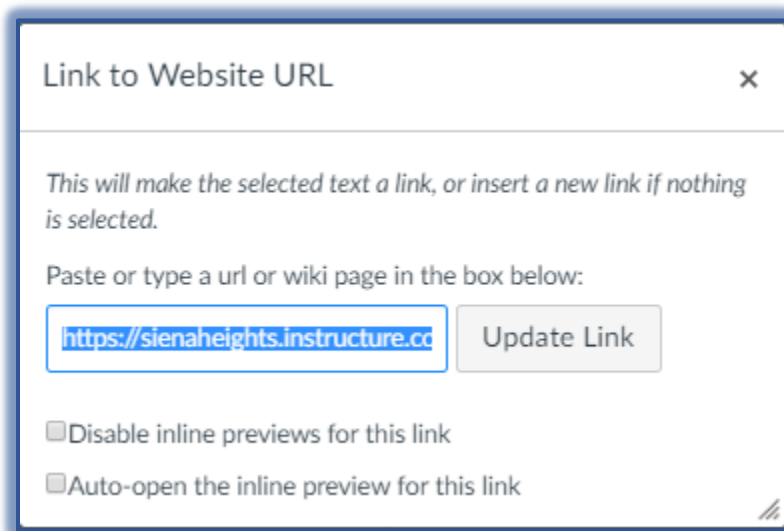 Link to Website URL
×
This will make the selected text a link, or insert a new link if nothing
is selected.
Paste or type a url or wiki page in the box below:
https://sienaheights.instructure.cc
Update Link
Disable inline previews for this link
Auto-open the inline preview for this link